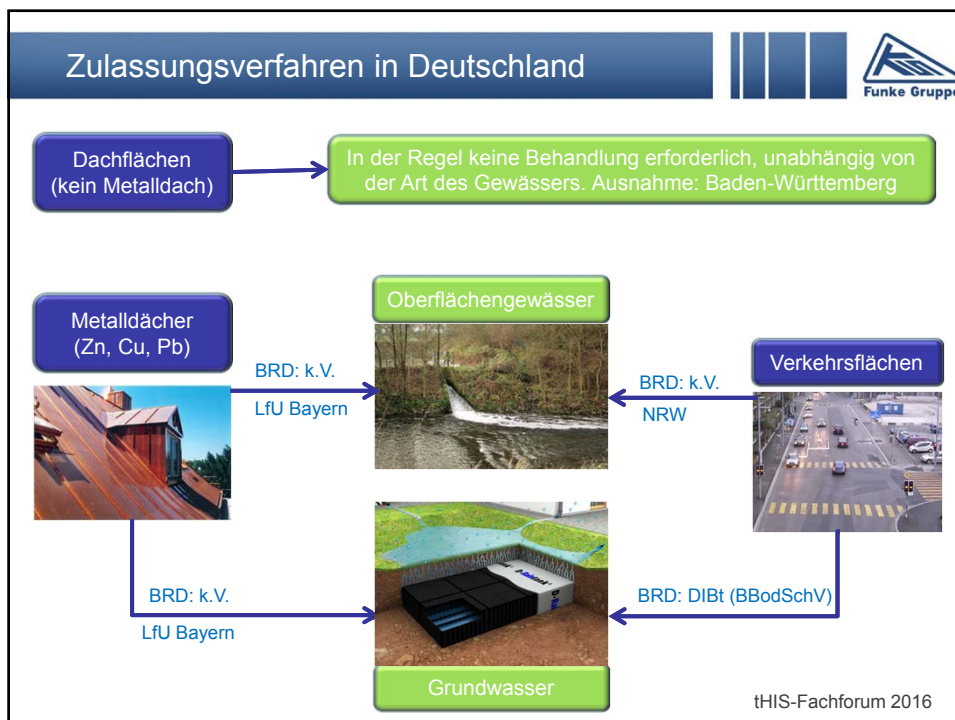 Zulassungsverfahren in Deutschland
Funke Gruppe
Dachflächen
(kein Metalldach)
In der Regel keine Behandlung erforderlich, unabhängig von
der Art des Gewässers. Ausnahme: Baden-Württemberg
Oberflächengewässer
Metalldächer
(Zn, Cu, Pb)
Verkehrsflächen
BRD: k.V.
LfU Bayern
BRD: k.V.
NRW
BRD: k.V.
LfU Bayern
BRD: DIBt (BBodSchV)
Grundwasser
tHIS-Fachforum 2016